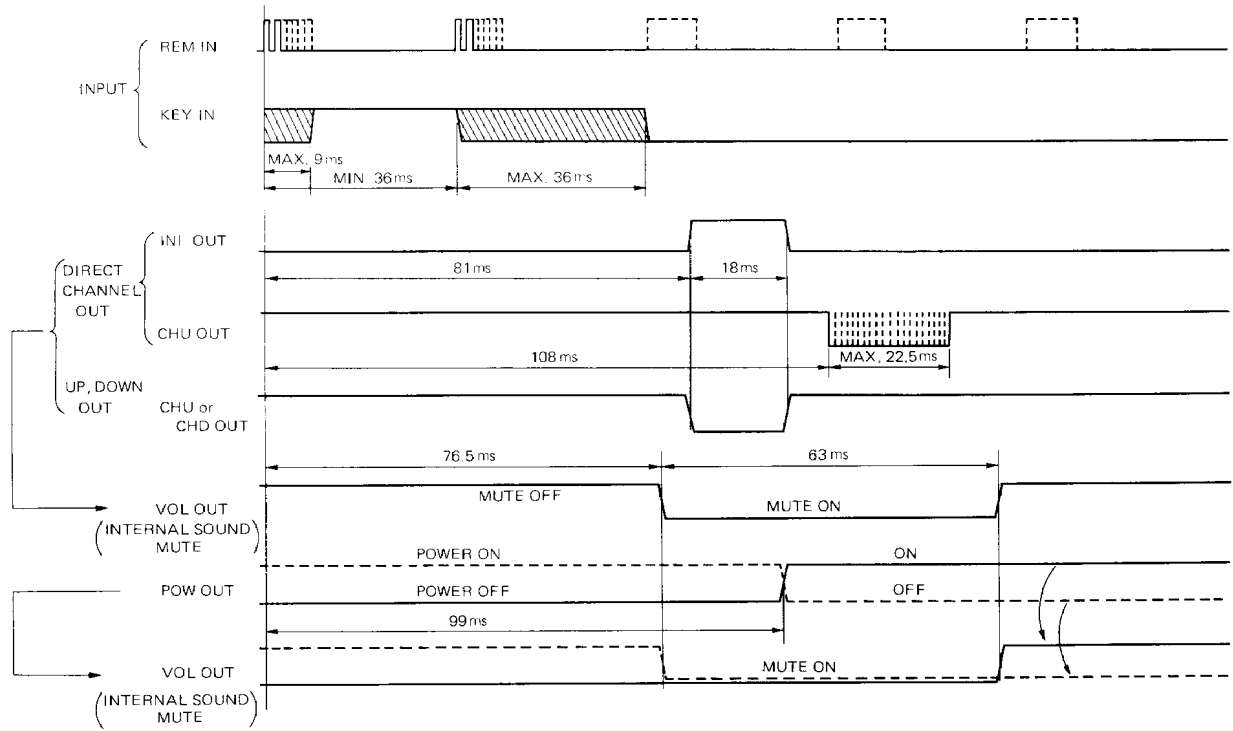 REM IN
INPUT
KEY IN
MAX. 9ms
MIN 36ms
MAX. 36ms
INI OUT
81ms
18ms
DIRECT
CHANNEL
OUT
CHU OUT
108ms
MAX, 22,5ms
UP, DOWN
OUT
CHU or
CHD OUT
76.5ms
63ms
MUTE OFF
MUTE ON
VOL OUT
(INTERNAL SOUND
MUTE)
POWER ON
ON
POW OUT
POWER OFF
OFF
99ms
VOL OUT
MUTE ON
(INTERNAL SOUND
MUTE)